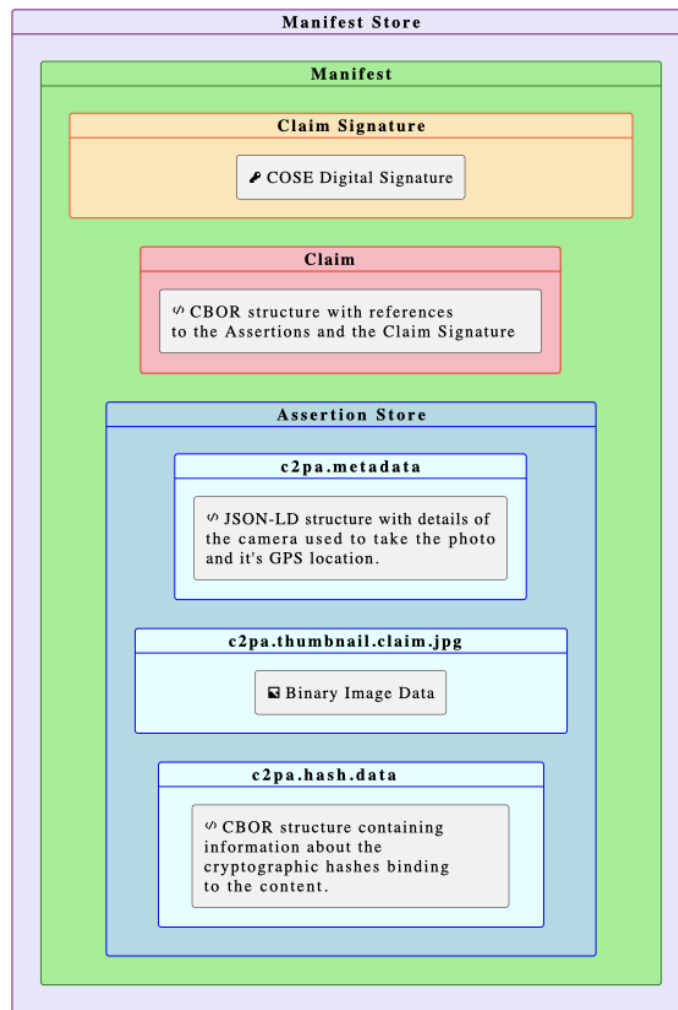 Manifest Store
Manifest
Claim Signature
COSE Digital Signature
Claim
CBOR structure with references
to the Assertions and the Claim Signature
Assertion Store
c2pa.metadata
JSON-LD structure with details of
the camera used to take the photo
and it's GPS location.
c2pa.thumbnail.claim.jpg
Binary Image Data
c2pa.hash.data
CBOR structure containing
information about the
cryptographic hashes binding
to the content.